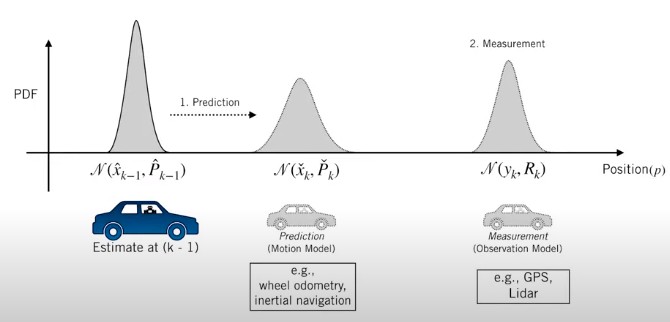 2. Measurement
PDF
1. Prediction
𝒩(x̂ₖ₋₁, P̂ₖ₋₁)
𝒩(x̌ₖ, P̌ₖ)
𝒩(yₖ, Rₖ)
Position(p)
Estimate at (k - 1)
Prediction
(Motion Model)
Measurement
(Observation Model)
e.g.,
wheel odometry,
inertial navigation
e.g., GPS,
Lidar